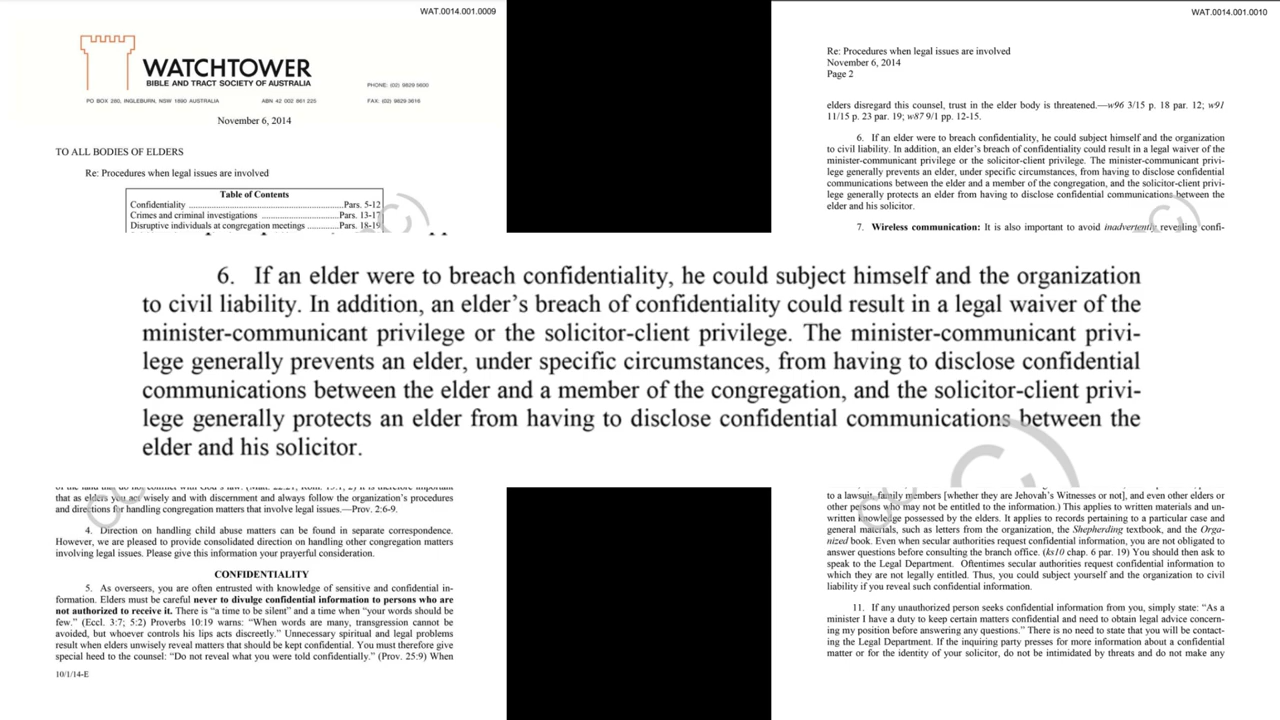 WAT.0014.001.0009
WATCHTOWER
BIBLE AND TRACT SOCIETY OF AUSTRALIA
PHONE: (02) 9829 5600
PO BOX 280, INGLEBURN, NSW 1890 AUSTRALIA ABN 42 002 861 225 FAX: (02) 9829 3616
November 6, 2014
TO ALL BODIES OF ELDERS
Re: Procedures when legal issues are involved
Table of Contents
Confidentiality ..........................................................Pars. 5-12
Crimes and criminal investigations .............................Pars. 13-17
Disruptive individuals at congregation meetings ............Pars. 18-19
WAT.0014.001.0010
Re: Procedures when legal issues are involved
November 6, 2014
Page 2
elders disregard this counsel, trust in the elder body is threatened.—w96 3/15 p. 18 par. 12; w91
11/15 p. 23 par. 19; w87 9/1 pp. 12-15.
6. If an elder were to breach confidentiality, he could subject himself and the organization
to civil liability. In addition, an elder’s breach of confidentiality could result in a legal waiver of the
minister-communicant privilege or the solicitor-client privilege. The minister-communicant privi-
lege generally prevents an elder, under specific circumstances, from having to disclose confidential
communications between the elder and a member of the congregation, and the solicitor-client privi-
lege generally protects an elder from having to disclose confidential communications between the
elder and his solicitor.
7. Wireless communication: It is also important to avoid inadvertently revealing confi-
6. If an elder were to breach confidentiality, he could subject himself and the organization
to civil liability. In addition, an elder’s breach of confidentiality could result in a legal waiver of the
minister-communicant privilege or the solicitor-client privilege. The minister-communicant privi-
lege generally prevents an elder, under specific circumstances, from having to disclose confidential
communications between the elder and a member of the congregation, and the solicitor-client privi-
lege generally protects an elder from having to disclose confidential communications between the
elder and his solicitor.
that as elders you act wisely and with discernment and always follow the organization’s procedures
and directions for handling congregation matters that involve legal issues.—Prov. 2:6-9.
4. Direction on handling child abuse matters can be found in separate correspondence.
However, we are pleased to provide consolidated direction on handling other congregation matters
involving legal issues. Please give this information your prayerful consideration.
CONFIDENTIALITY
5. As overseers, you are often entrusted with knowledge of sensitive and confidential in-
formation. Elders must be careful never to divulge confidential information to persons who are
not authorized to receive it. There is “a time to be silent” and a time when “your words should be
few.” (Eccl. 3:7; 5:2) Proverbs 10:19 warns: “When words are many, transgression cannot be
avoided, but whoever controls his lips acts discreetly.” Unnecessary spiritual and legal problems
result when elders unwisely reveal matters that should be kept confidential. You must therefore give
special heed to the counsel: “Do not reveal what you were told confidentially.” (Prov. 25:9) When
10/1/14-E
to a lawsuit, family members [whether they are Jehovah’s Witnesses or not], and even other elders or
other persons who may not be entitled to the information.) This applies to written materials and un-
written knowledge possessed by the elders. It applies to records pertaining to a particular case and
general materials, such as letters from the organization, the Shepherding textbook, and the Orga-
nized book. Even when secular authorities request confidential information, you are not obligated to
answer questions before consulting the branch office. (ks10 chap. 6 par. 19) You should then ask to
speak to the Legal Department. Oftentimes secular authorities request confidential information to
which they are not legally entitled. Thus, you could subject yourself and the organization to civil
liability if you reveal such confidential information.
11. If any unauthorized person seeks confidential information from you, simply state: “As a
minister I have a duty to keep certain matters confidential and need to obtain legal advice concern-
ing my position before answering any questions.” There is no need to state that you will be contact-
ing the Legal Department. If the inquiring party presses for more information about a confidential
matter or for the identity of your solicitor, do not be intimidated by threats and do not make any